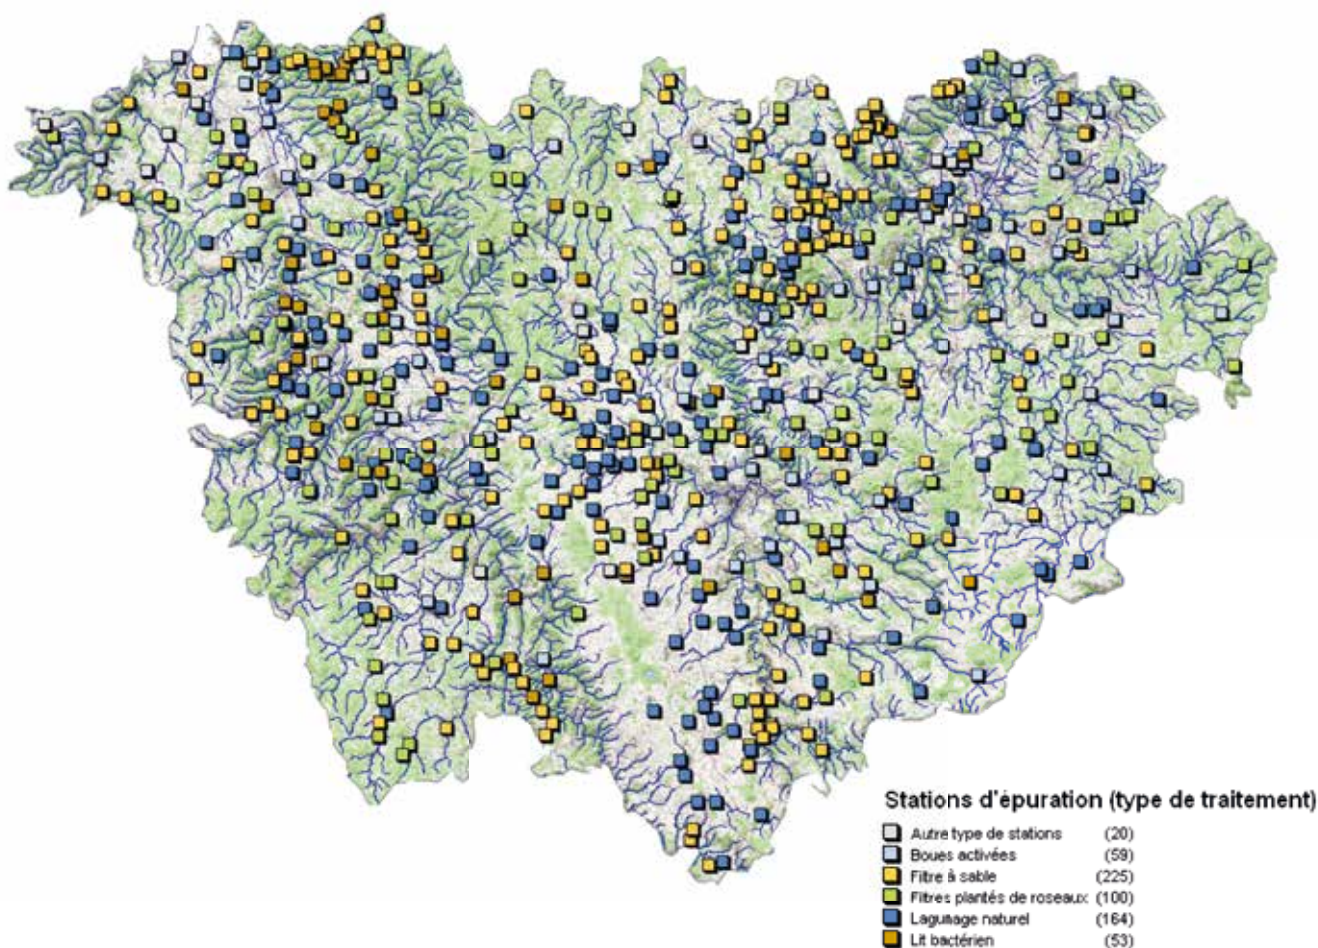 Stations d'épuration (type de traitement)
Autre type de stations (20)
Boues activées (59)
Filtre à sable (225)
Filtres plantés de roseaux (100)
Lagunage naturel (164)
Lit bactérien (53)